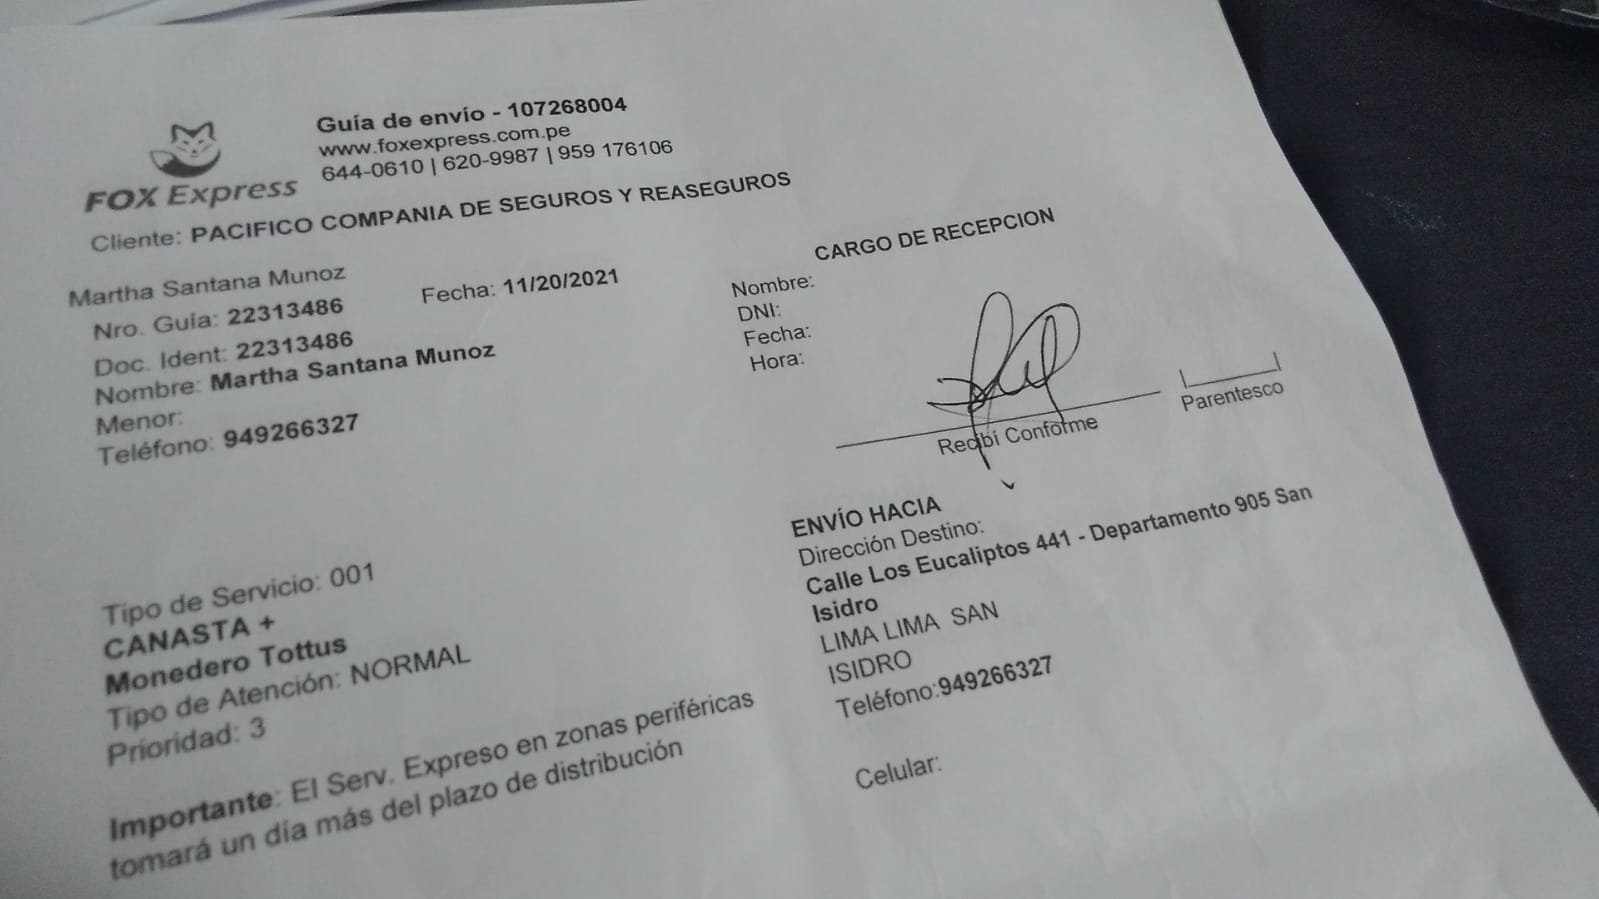 Guía de envío - 107268004
www.foxexpress.com.pe
644-0610 | 620-9987 | 959 176106
FOX Express
Cliente: PACIFICO COMPANIA DE SEGUROS Y REASEGUROS
Martha Santana Munoz
Nro. Guía: 22313486
Fecha: 11/20/2021
Doc. Ident: 22313486
Nombre: Martha Santana Munoz
Menor:
Teléfono: 949266327
CARGO DE RECEPCION
Nombre:
DNI:
Fecha:
Hora:
Recibí Conforme
Parentesco
Tipo de Servicio: 001
CANASTA +
Monedero Tottus
Tipo de Atención: NORMAL
Prioridad: 3
Importante: El Serv. Expreso en zonas periféricas
tomará un día más del plazo de distribución
ENVÍO HACIA
Dirección Destino:
Calle Los Eucaliptos 441 - Departamento 905 San
Isidro
LIMA LIMA SAN
ISIDRO
Teléfono:949266327
Celular: